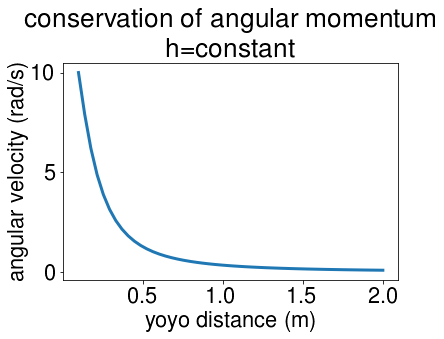 conservation of angular momentum
h=constant
angular velocity (rad/s)
10
5
0
0.5 1.0 1.5 2.0
yoyo distance (m)